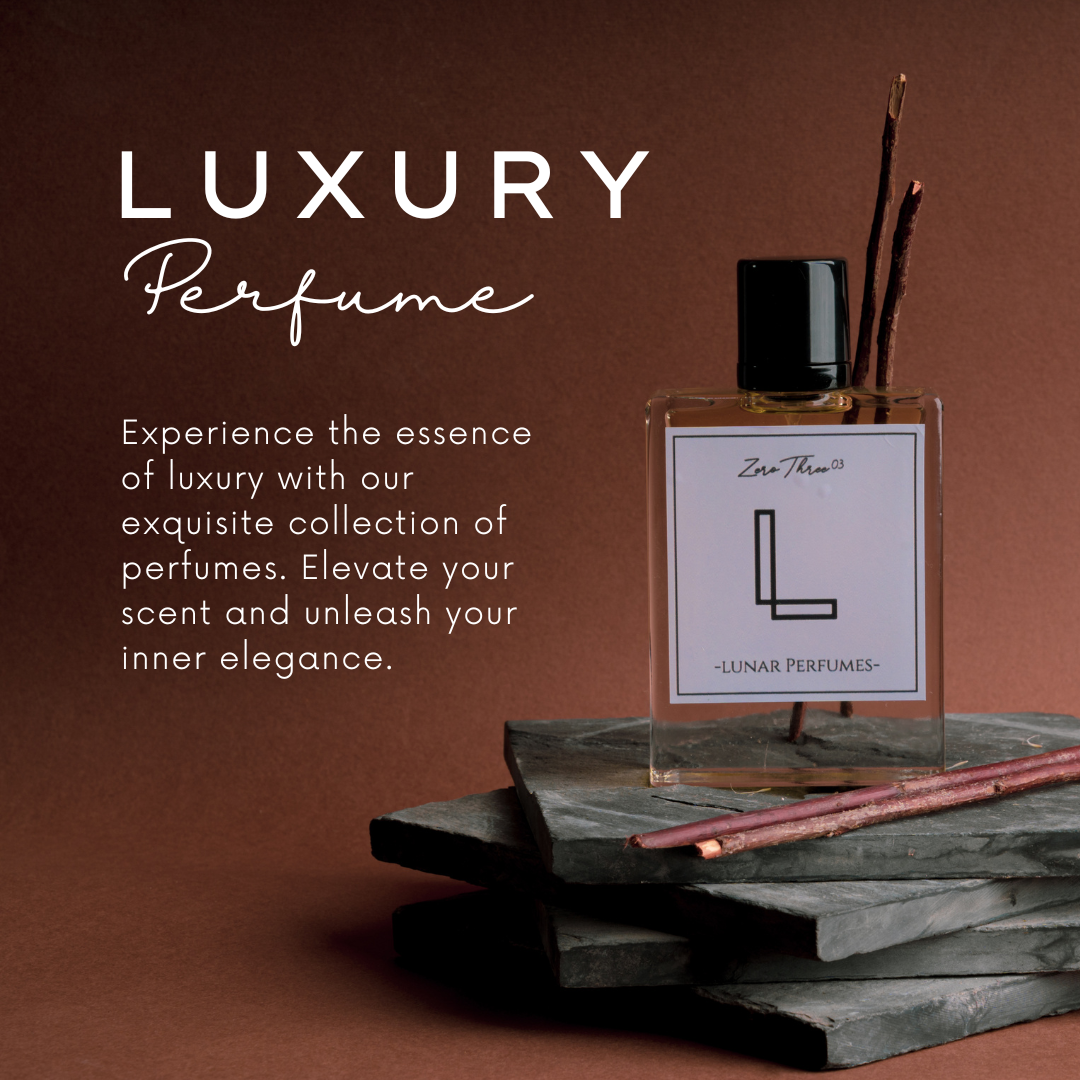 LUXURY
Perfume
Experience the essence
of luxury with our
exquisite collection of
perfumes. Elevate your
scent and unleash your
inner elegance.
Zero Three 03
L
-LUNAR PERFUMES-